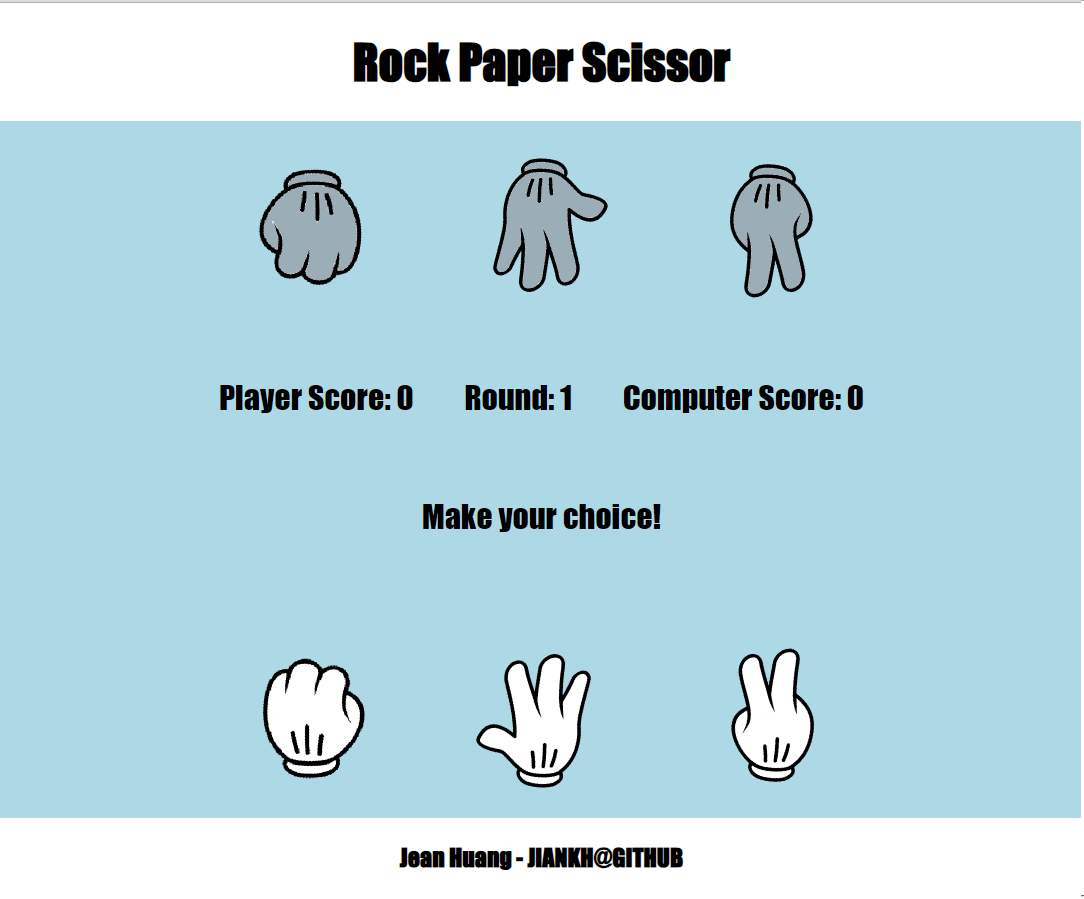 Rock Paper Scissor
Player Score: 0 Round: 1 Computer Score: 0
Make your choice!
Jean Huang - JIANKH@GITHUB